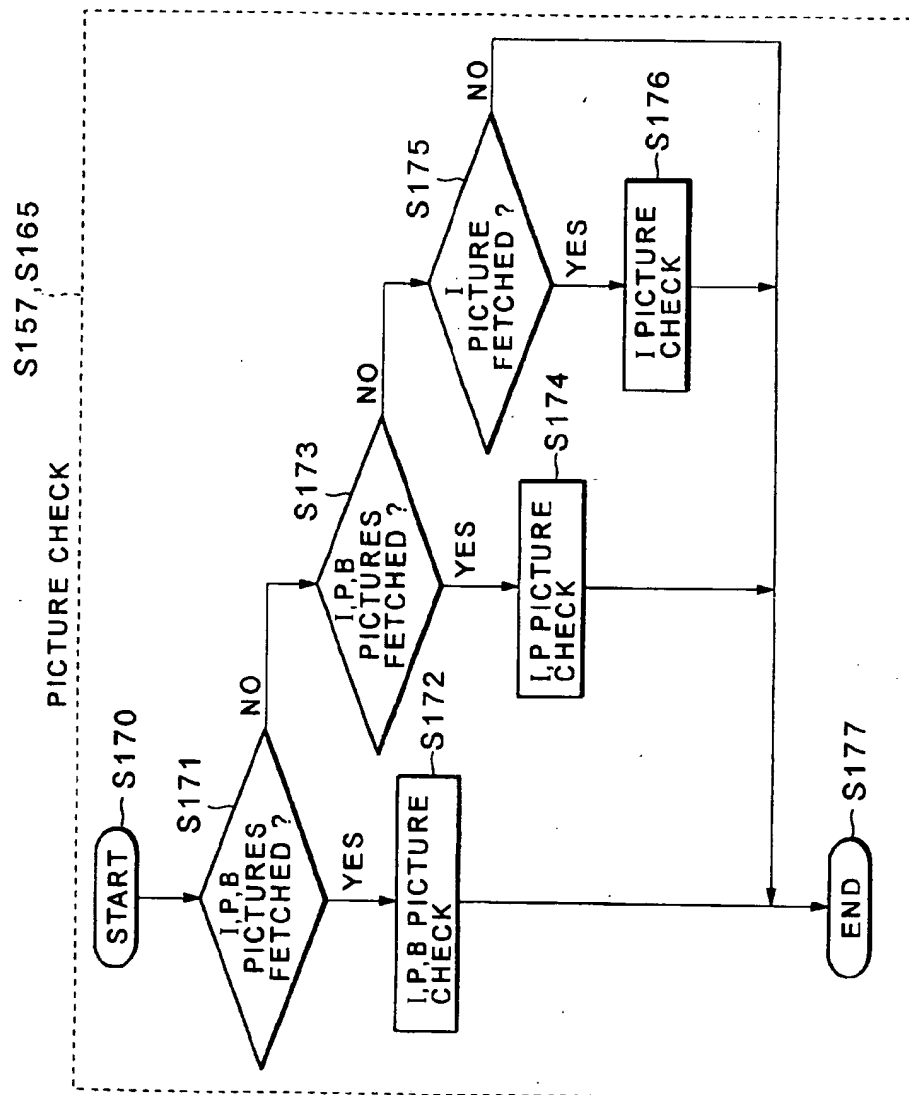 S157,S165
PICTURE CHECK
START
S170
S171
I,P,B
PICTURES
FETCHED ?
NO
YES
S172
I,P,B PICTURE
CHECK
S173
I,P,B
PICTURES
FETCHED ?
NO
YES
S174
I,P PICTURE
CHECK
S175
I
PICTURE
FETCHED ?
NO
YES
S176
I PICTURE
CHECK
END
S177